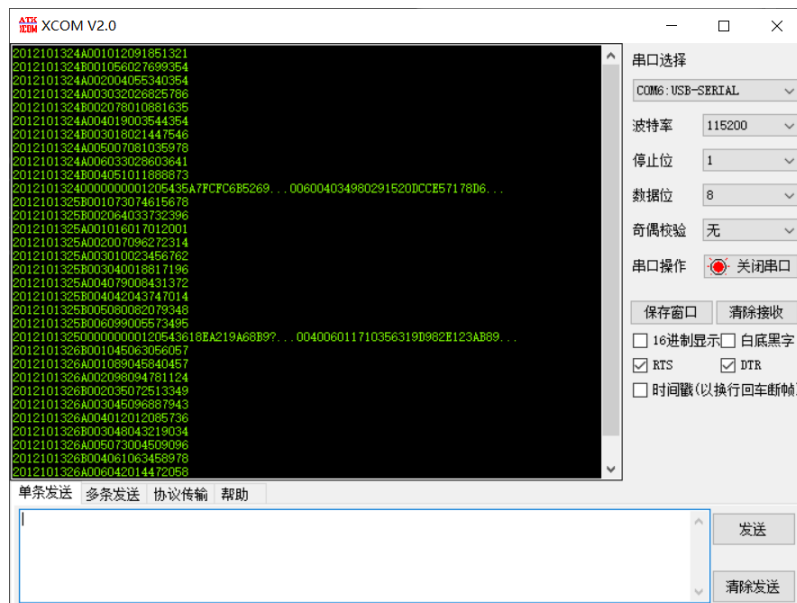 ATK XCOM XCOM V2.0
2012101324A001012091851321
2012101324B001056027699354
2012101324A002004055340354
2012101324A003032026825786
2012101324B002078010881635
2012101324A004019003544354
2012101324B003018021447546
2012101324A005007081035978
2012101324A006033028603641
2012101324B004051011888873
20121013240000000001205435A7FCFC6B5269...006004034980291520DCCE57178D6...
2012101325B001073074615678
2012101325B002064033732396
2012101325A001016017012001
2012101325A002007096272314
2012101325A003010023456762
2012101325B003040018817196
2012101325A004079008431372
2012101325B004042043747014
2012101325B005080082079348
2012101325B006099005573495
2012101325000000000120543618EA219A68B9?...004006011710356319D982E123AB89...
2012101326B001045063056057
2012101326A001089045840457
2012101326A002098094781124
2012101326B002035072513349
2012101326A003045096887943
2012101326A004012012085736
2012101326B003048043219034
2012101326A005073004509096
2012101326B004061063458978
2012101326A006042014472058
串口选择
COM6:USB-SERIAL
波特率 115200
停止位 1
数据位 8
奇偶校验 无
串口操作 关闭串口
保存窗口 清除接收
16进制显示 白底黑字
RTS DTR
时间戳(以换行回车断帧)
单条发送 多条发送 协议传输 帮助
发送
清除发送